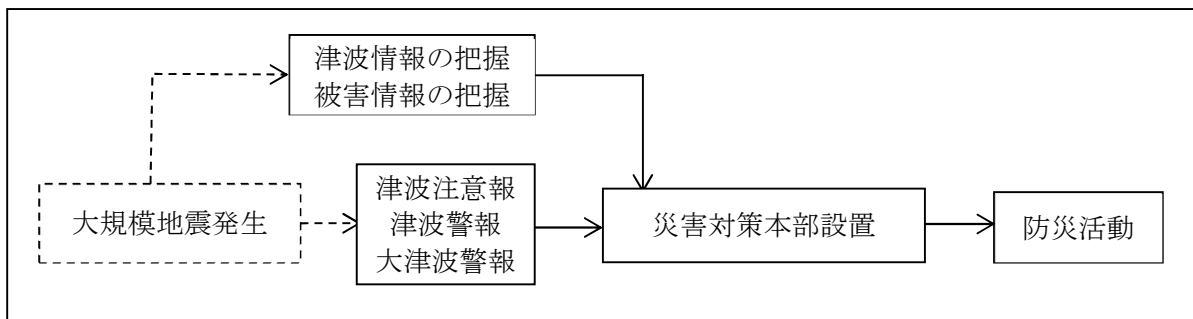 津波情報の把握
被害情報の把握
大規模地震発生
津波注意報
津波警報
大津波警報
災害対策本部設置
防災活動